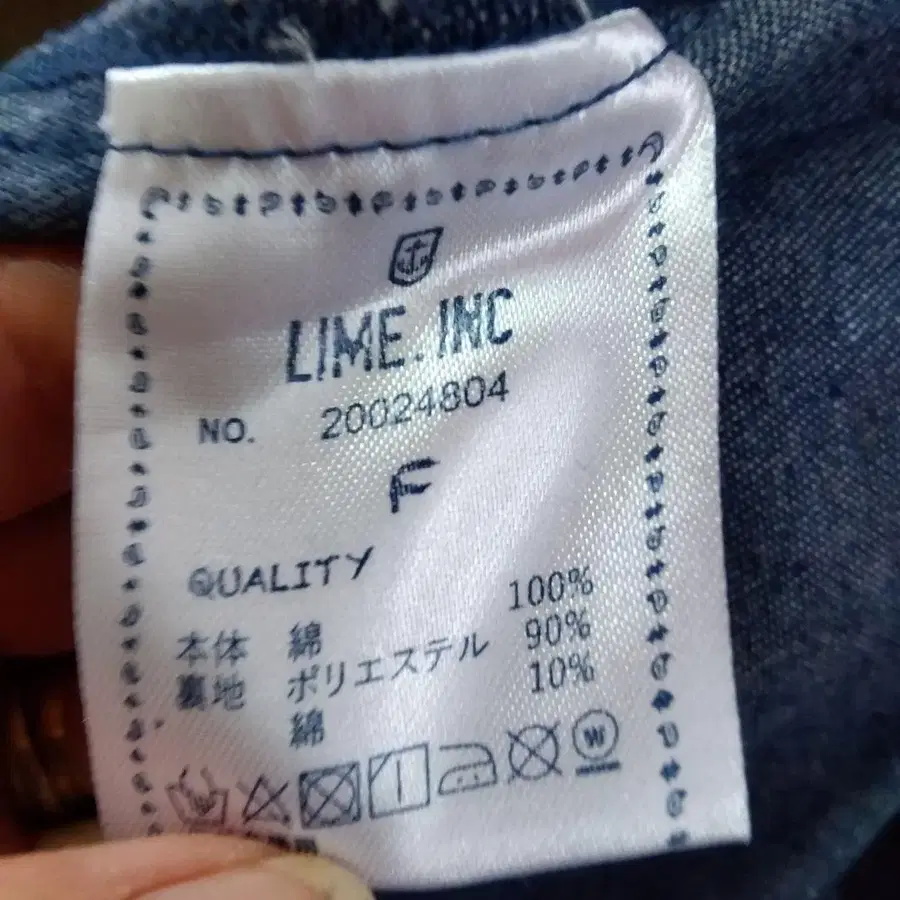 LIME.INC
NO. 20024804
F
QUALITY
本体 綿 100%
裏地 ポリエステル 90%
綿 10%
W